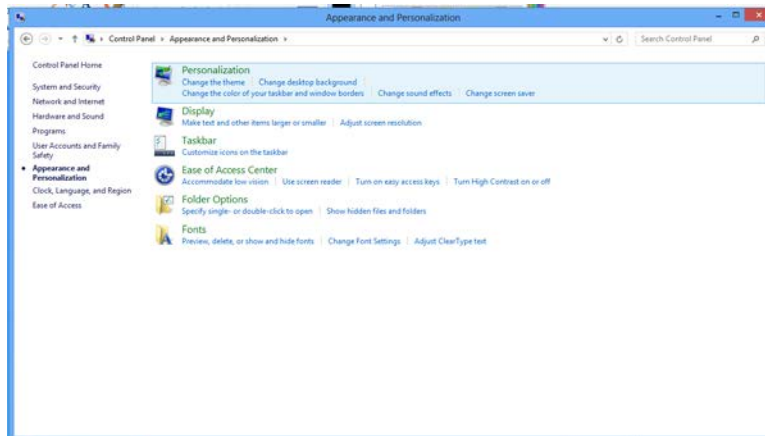 Appearance and Personalization
Control Panel Appearance and Personalization
Search Control Panel
Control Panel Home
System and Security
Network and Internet
Hardware and Sound
Programs
User Accounts and Family
Safety
Appearance and
Personalization
Clock, Language, and Region
Ease of Access
Personalization
Change the theme Change desktop background
Change the color of your taskbar and window borders Change sound effects Change screen saver
Display
Make text and other items larger or smaller Adjust screen resolution
Taskbar
Customize icons on the taskbar
Ease of Access Center
Accommodate low vision Use screen reader Turn on easy access keys Turn High Contrast on or off
Folder Options
Specify single- or double-click to open Show hidden files and folders
Fonts
Preview, delete, or show and hide fonts Change Font Settings Adjust ClearType text